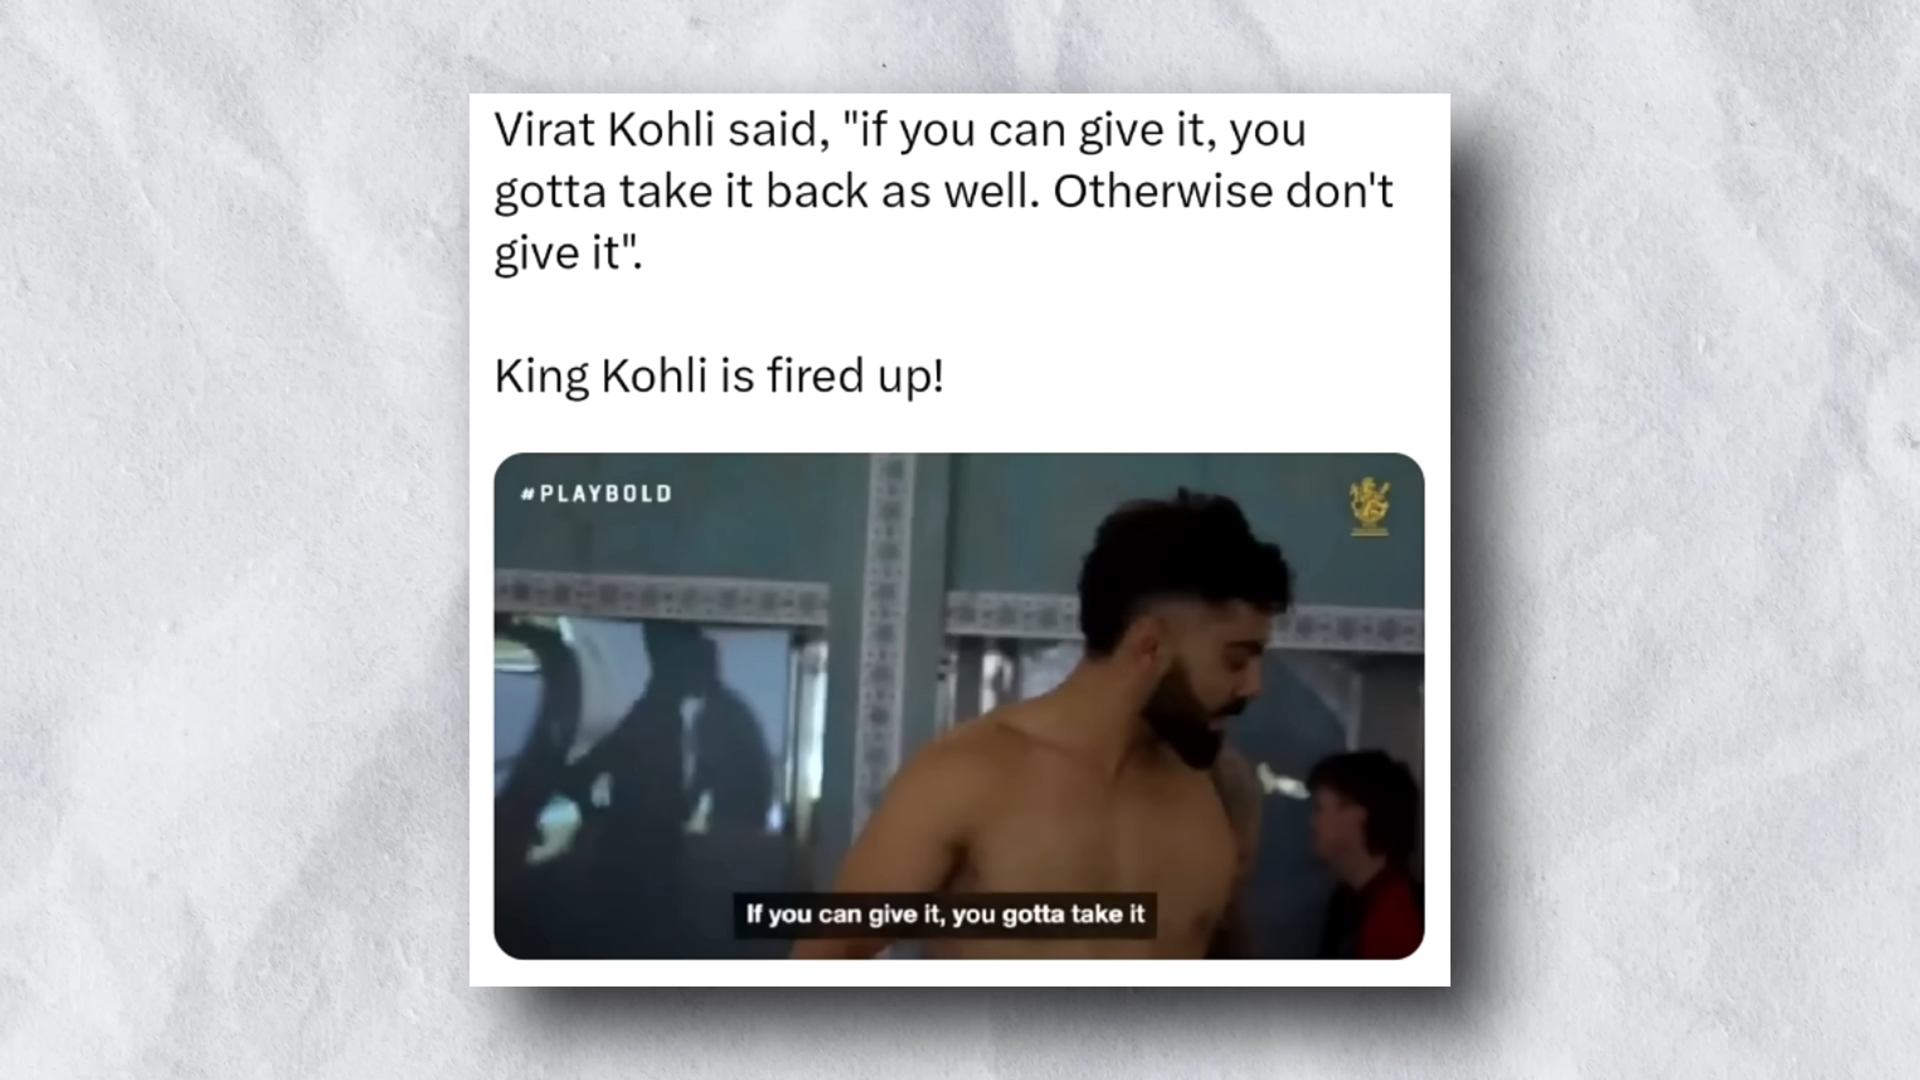 Virat Kohli said, "if you can give it, you
gotta take it back as well. Otherwise don't
give it".
King Kohli is fired up!
#PLAYBOLD
If you can give it, you gotta take it